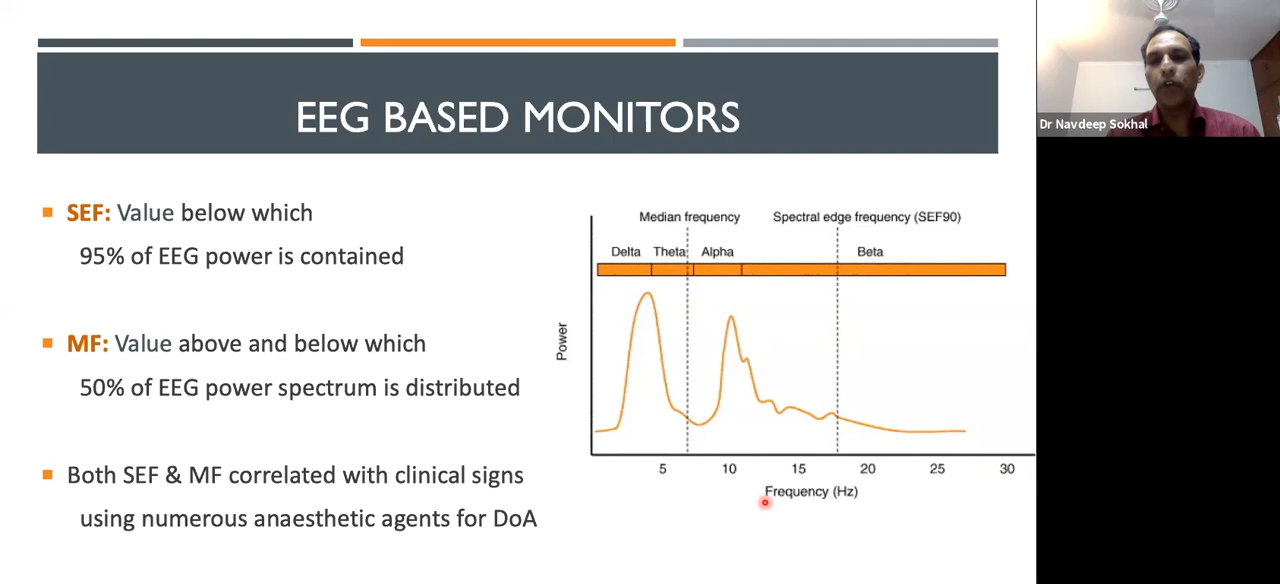 EEG BASED MONITORS
Dr Navdeep Sokhal
SEF: Value below which
95% of EEG power is contained
MF: Value above and below which
50% of EEG power spectrum is distributed
Both SEF & MF correlated with clinical signs
using numerous anaesthetic agents for DoA
Median frequency
Spectral edge frequency (SEF90)
Delta Theta Alpha Beta
Power
5 10 15 20 25 30
Frequency (Hz)